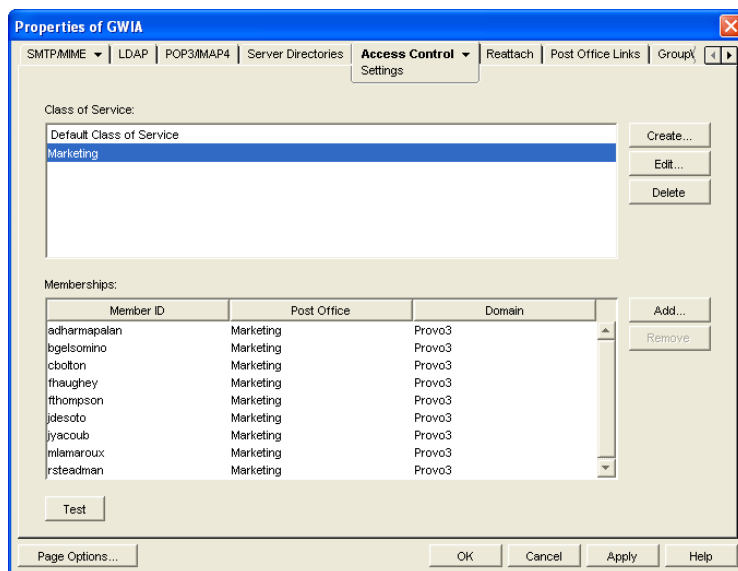 Properties of GWIA
SMTP/MIME LDAP POP3/IMAP4 Server Directories Access Control Reattach Post Office Links
Settings
Class of Service:
Default Class of Service
Marketing
Create...
Edit...
Delete
Memberships:
Member ID Post Office Domain
adharmapalan Marketing Provo3
bgelsomino Marketing Provo3
cbolton Marketing Provo3
fhaughey Marketing Provo3
fthompson Marketing Provo3
jdesoto Marketing Provo3
jyacoub Marketing Provo3
mlamaroux Marketing Provo3
rsteadman Marketing Provo3
Add...
Remove
Test
Page Options... OK Cancel Apply Help